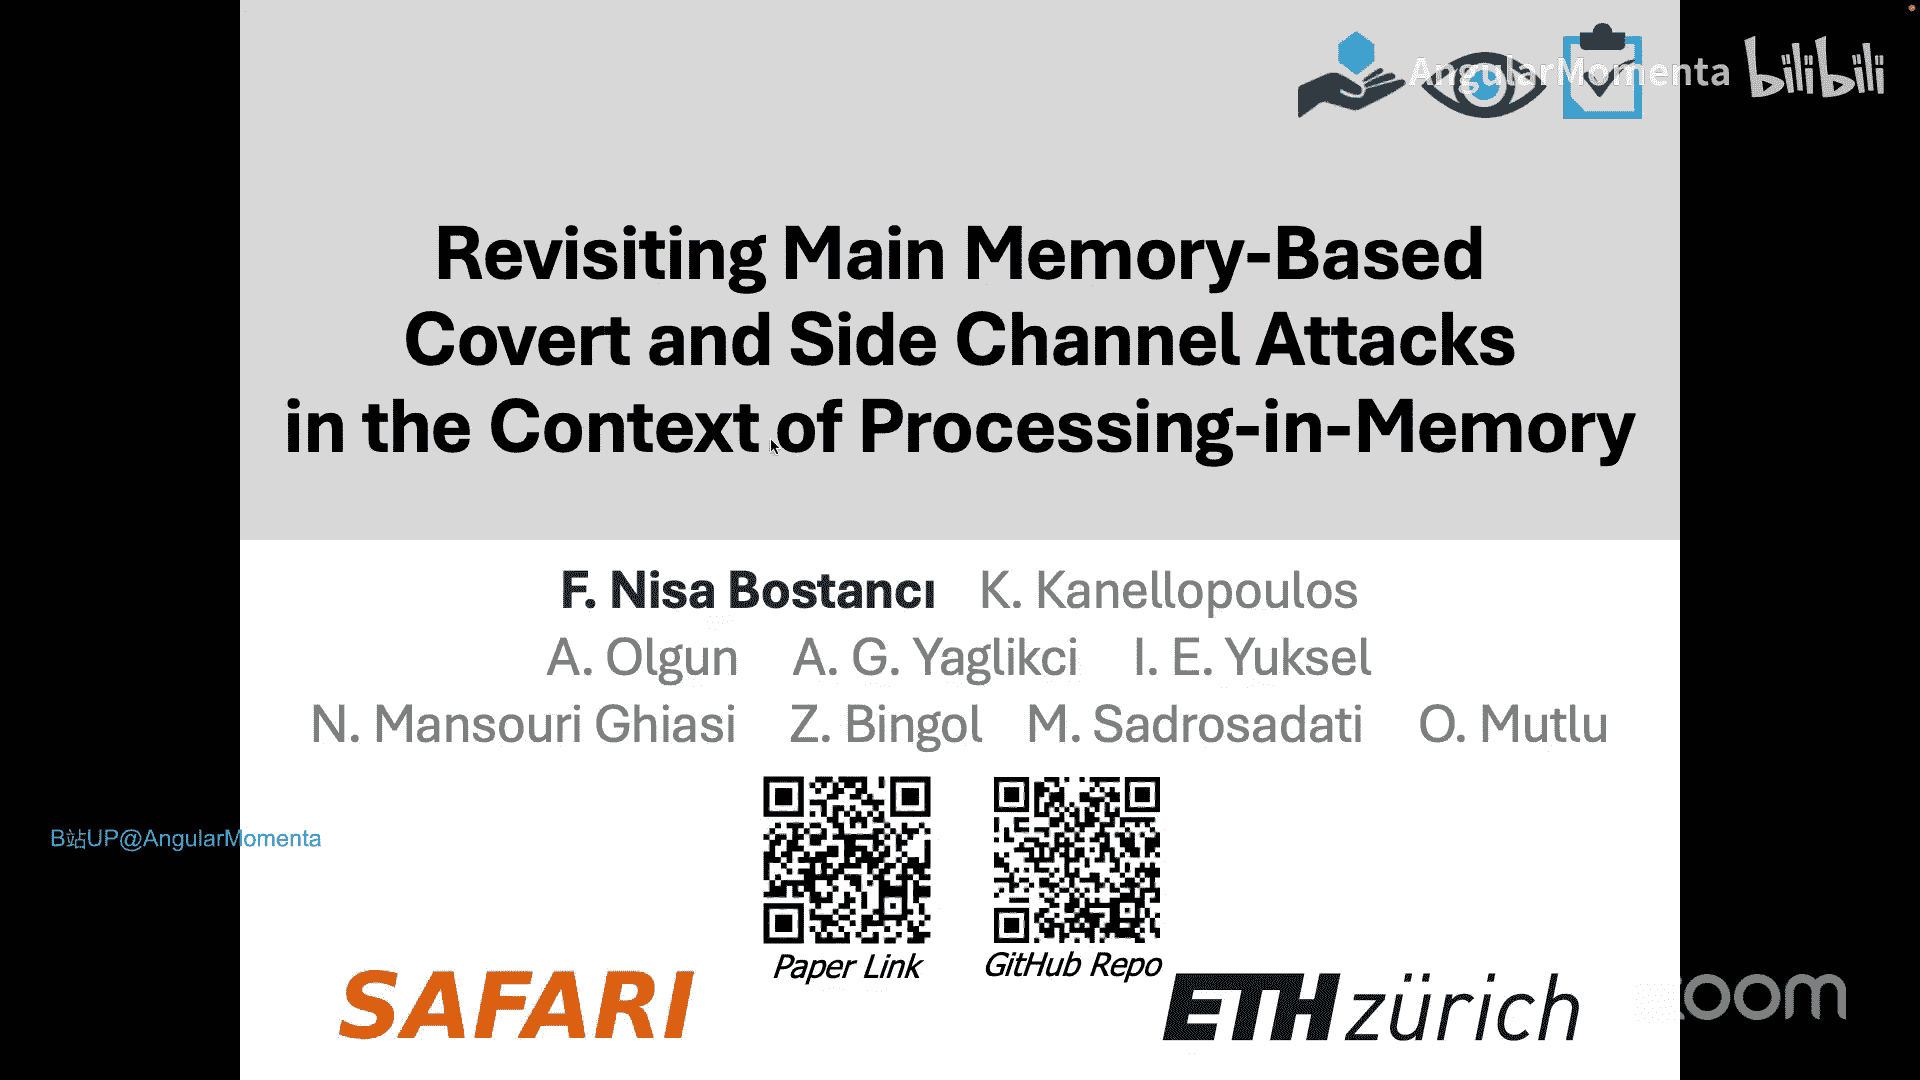 AngularMomenta bilibili
Revisiting Main Memory-Based
Covert and Side Channel Attacks
in the Context of Processing-in-Memory
F. Nisa Bostancı K. Kanellopoulos
A. Olgun A. G. Yaglikci I. E. Yuksel
N. Mansouri Ghiasi Z. Bingol M. Sadrosadati O. Mutlu
B站UP@AngularMomenta
Paper Link GitHub Repo
SAFARI ETH zürich zoom